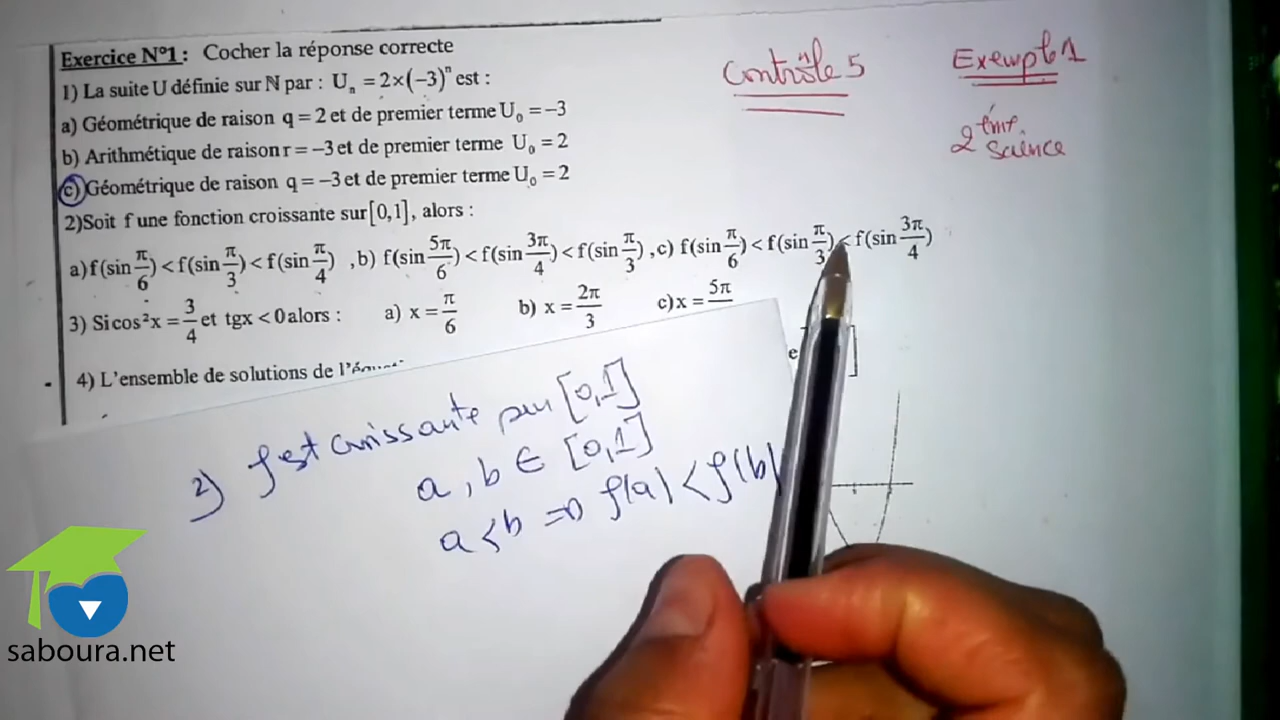 Exercice N°1 : Cocher la réponse correcte
Contrôle n°5
Exemple 1
2ème Science
1) La suite U définie sur ℕ par : Uₙ = 2×(−3)ⁿ est :
a) Géométrique de raison q = 2 et de premier terme U₀ = −3
b) Arithmétique de raison r = −3 et de premier terme U₀ = 2
c) Géométrique de raison q = −3 et de premier terme U₀ = 2
2)Soit f une fonction croissante sur [0,1], alors :
a) f(sin π/6) < f(sin π/3) < f(sin π/4) , b) f(sin 5π/6) < f(sin 3π/4) < f(sin π/3) , c) f(sin π/6) < f(sin π/3) < f(sin 3π/4)
3) Si cos²x = 3/4 et tgx < 0 alors : a) x = π/6 b) x = 2π/3 c) x = 5π
4) L'ensemble de solutions de
2) f est croissante sur [0,1]
a, b ∈ [0,1]
a < b ⇒ f(a) < f(b)
saboura.net